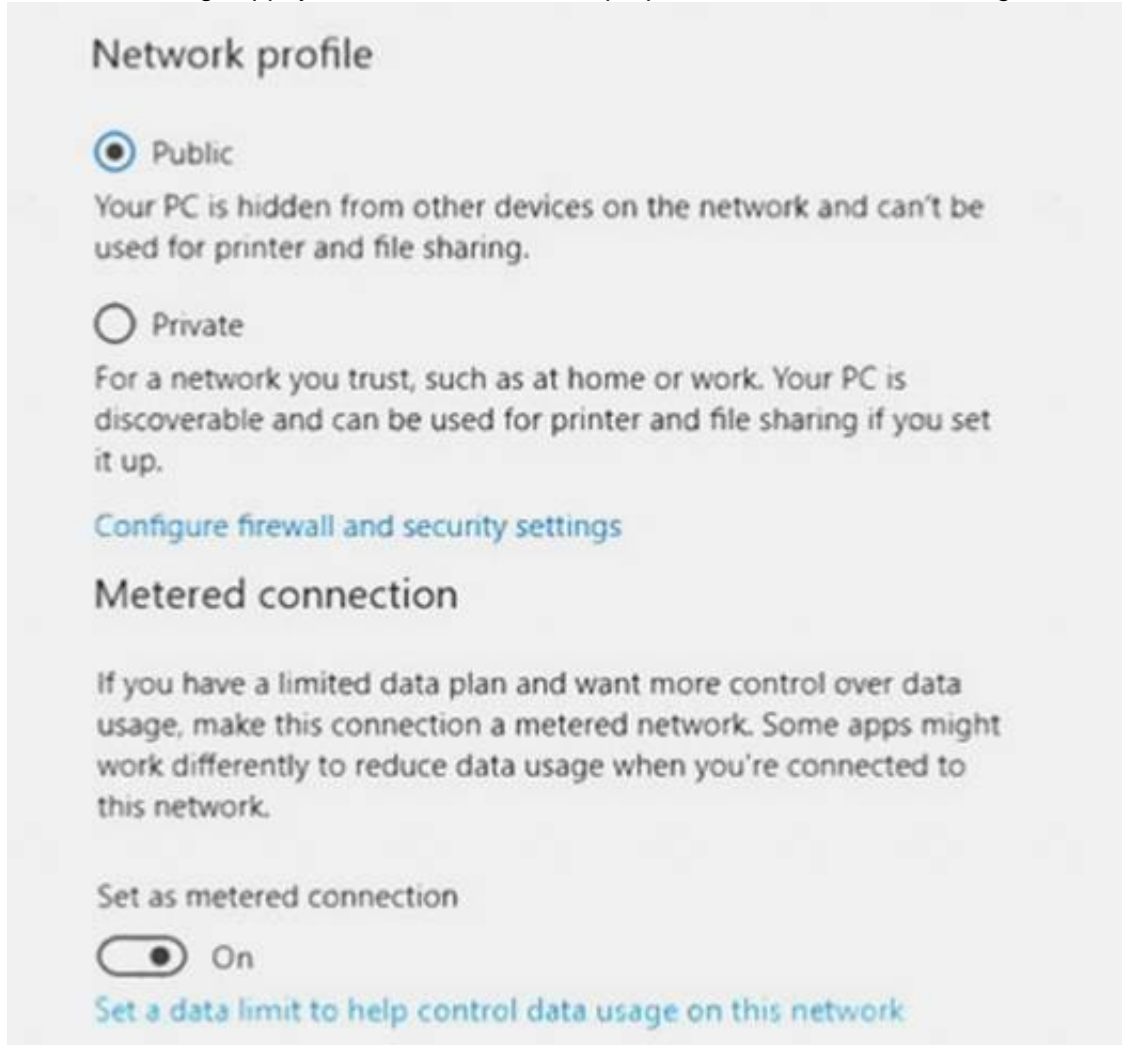 Network profile
Public
Your PC is hidden from other devices on the network and can't be
used for printer and file sharing.
Private
For a network you trust, such as at home or work. Your PC is
discoverable and can be used for printer and file sharing if you set
it up.
Configure firewall and security settings
Metered connection
If you have a limited data plan and want more control over data
usage, make this connection a metered network. Some apps might
work differently to reduce data usage when you're connected to
this network.
Set as metered connection
On
Set a data limit to help control data usage on this network